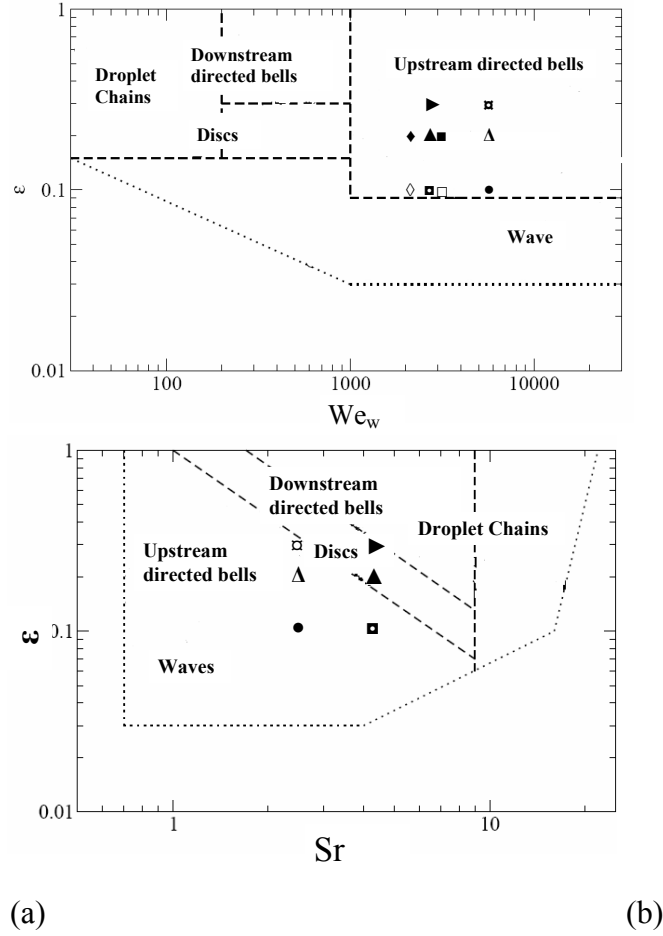 1
Downstream
directed bells
Upstream directed bells
Droplet
Chains
Discs
ε
0.1
Wave
0.01
100
1000
10000
We_w
1
Downstream
directed bells
Droplet Chains
Upstream
directed bells
Discs
ε
0.1
Waves
0.01
1
10
Sr
(a)
(b)